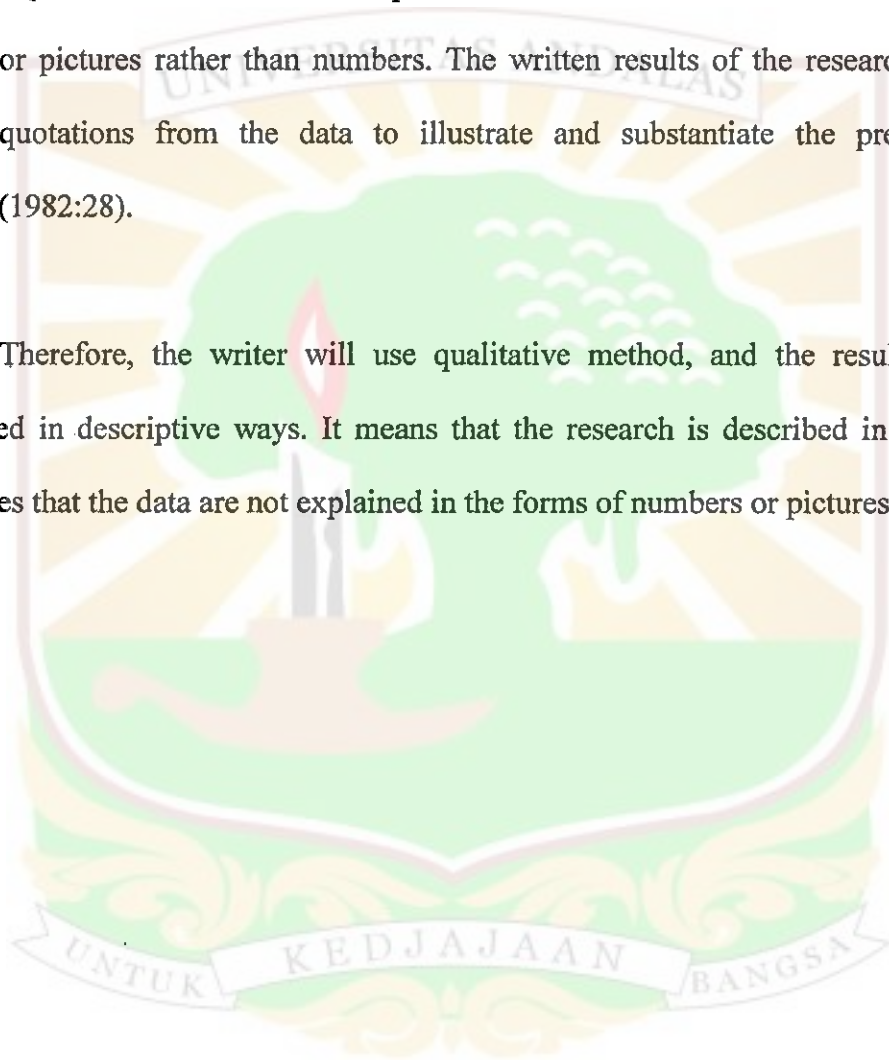 UNIVERSITAS ANDALAS
or pictures rather than numbers. The written results of the researc
quotations from the data to illustrate and substantiate the pre
(1982:28).
Therefore, the writer will use qualitative method, and the resu
ed in descriptive ways. It means that the research is described in
es that the data are not explained in the forms of numbers or pictures
UNTUK KEDJAJAAN BANGSA